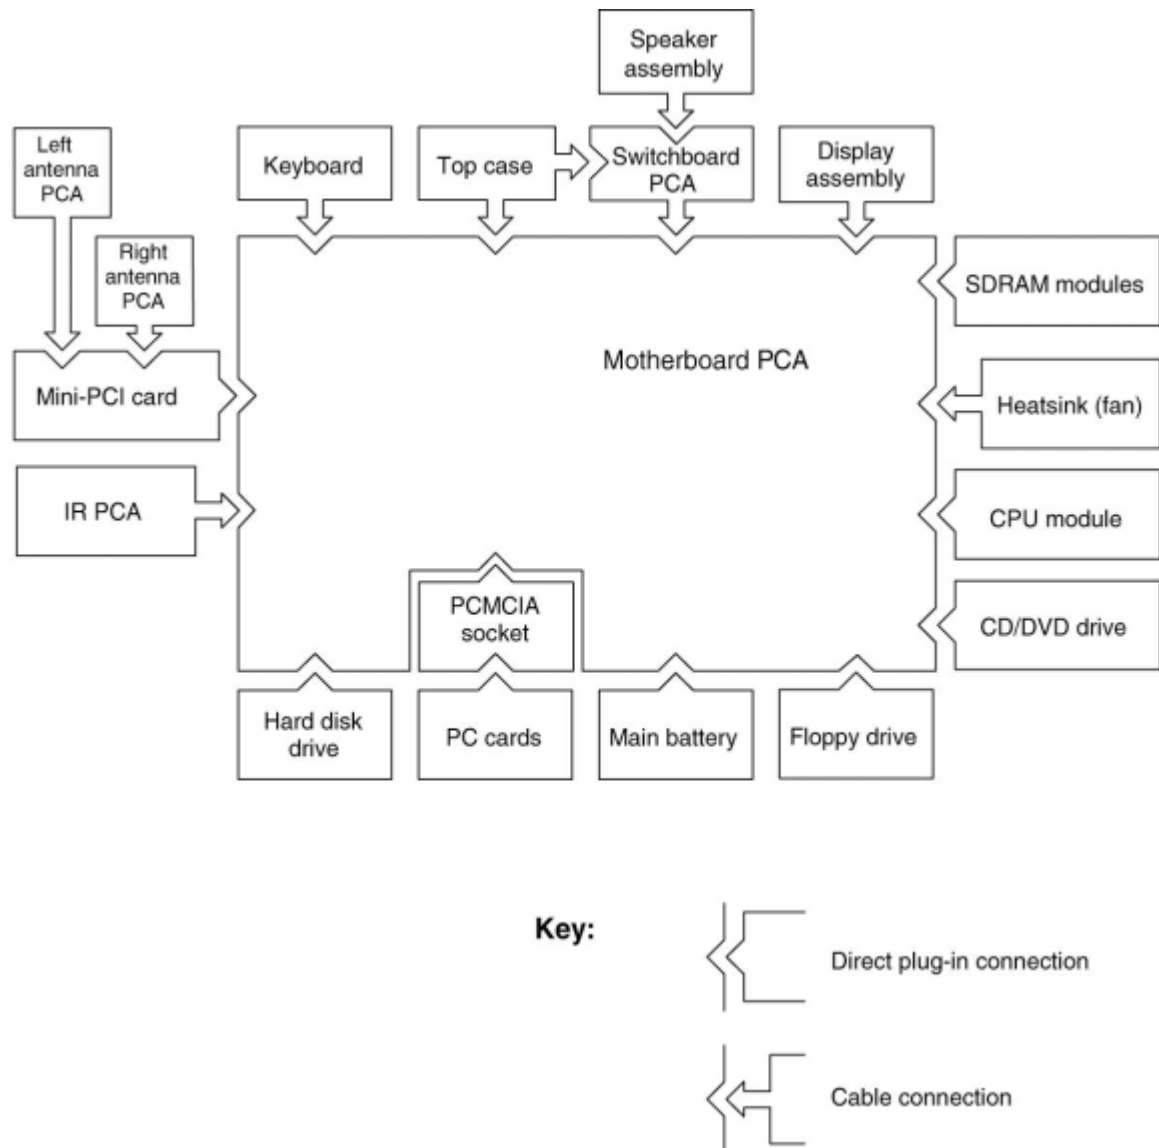 Speaker
assembly
Left
antenna
PCA
Keyboard
Top case
Switchboard
PCA
Display
assembly
Right
antenna
PCA
SDRAM modules
Motherboard PCA
Mini-PCI card
Heatsink (fan)
IR PCA
CPU module
PCMCIA
socket
CD/DVD drive
Hard disk
drive
PC cards
Main battery
Floppy drive
Key:
Direct plug-in connection
Cable connection